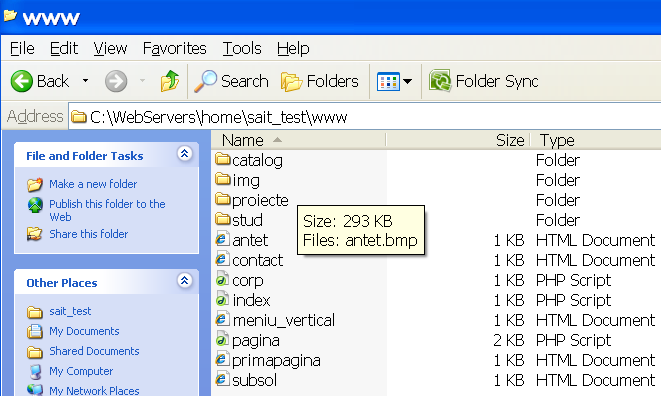 www
File Edit View Favorites Tools Help
Back Search Folders Folder Sync
Address C:\WebServers\home\sait_test\www
File and Folder Tasks
Make a new folder
Publish this folder to the
Web
Share this folder
Other Places
sait_test
My Documents
Shared Documents
My Computer
My Network Places
Name Size Type
catalog Folder
img Folder
proiecte Folder
stud Folder
Size: 293 KB
Files: antet.bmp
antet 1 KB HTML Document
contact 1 KB HTML Document
corp 1 KB PHP Script
index 1 KB PHP Script
meniu_vertical 1 KB HTML Document
pagina 2 KB PHP Script
primapagina 1 KB HTML Document
subsol 1 KB HTML Document